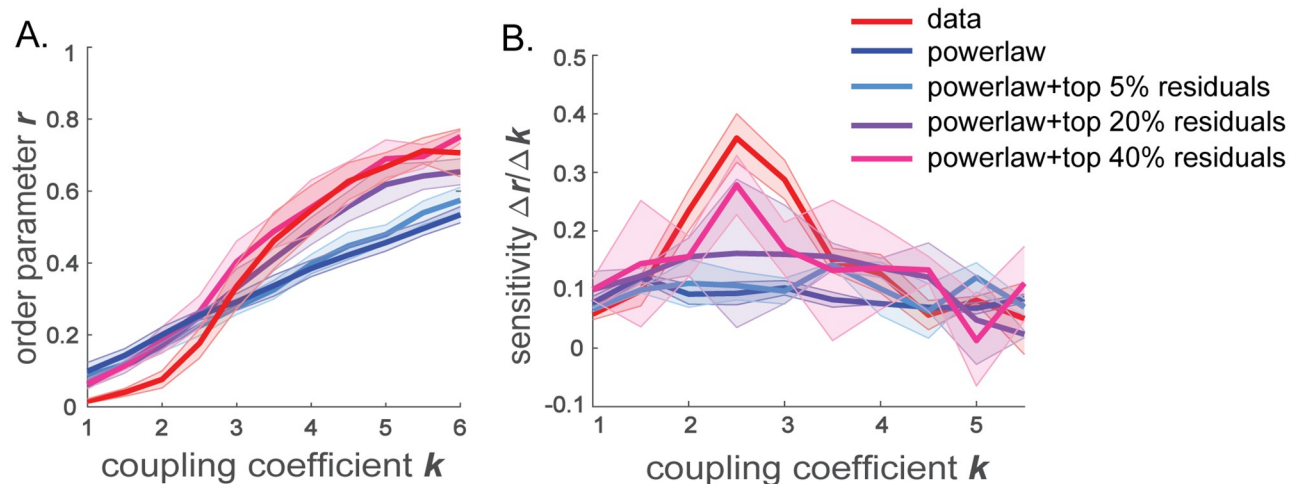 A.
order parameter r
1
0.8
0.6
0.4
0.2
0
1
2
3
4
5
6
coupling coefficient k
B.
sensitivity Δr/Δk
0.5
0.4
0.3
0.2
0.1
0
-0.1
1
2
3
4
5
coupling coefficient k
data
powerlaw
powerlaw+top 5% residuals
powerlaw+top 20% residuals
powerlaw+top 40% residuals